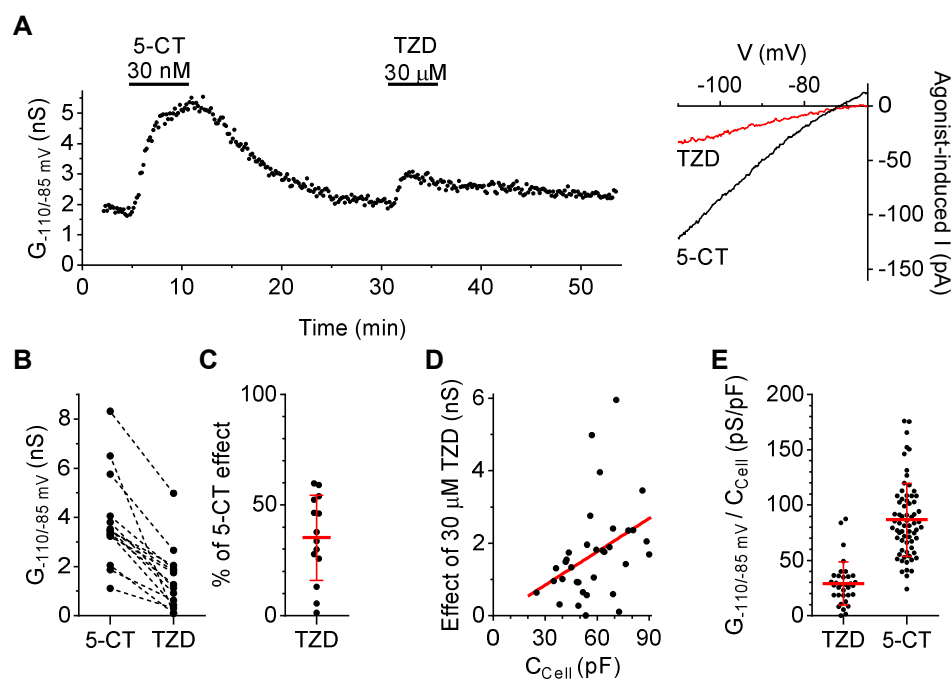 A
5-CT
30 nM
TZD
30 μM
G-110/-85 mV (nS)
5
4
3
2
1
0
0 10 20 30 40 50
Time (min)
V (mV)
-100 -80
0
-50
-100
-150
Agonist-induced I (pA)
TZD
5-CT
B
G-110/-85 mV (nS)
8
6
4
2
0
5-CT TZD
C
% of 5-CT effect
100
50
0
TZD
D
Effect of 30 μM TZD (nS)
6
4
2
0
0 30 60 90
CCell (pF)
E
G-110/-85 mV / CCell (pS/pF)
200
150
100
50
0
TZD 5-CT